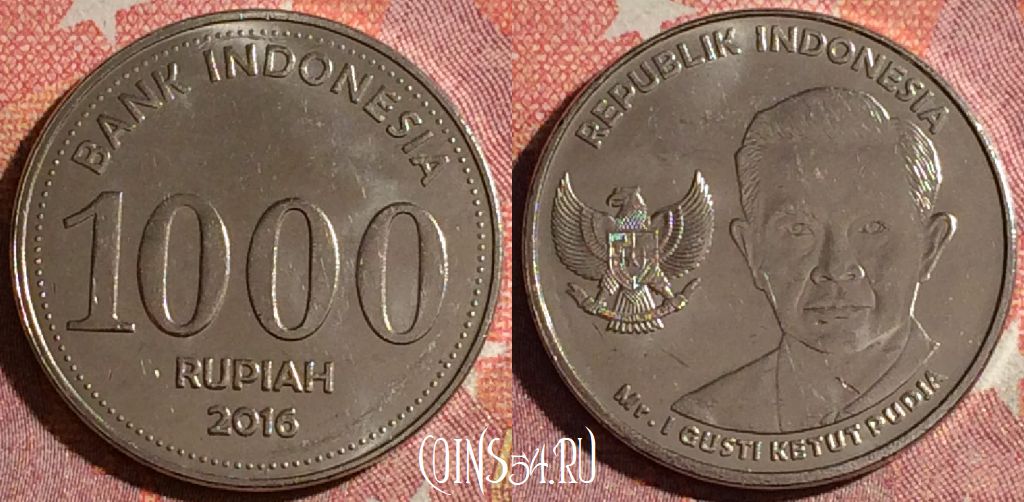 BANK INDONESIA
1000
RUPIAH
2016
REPUBLIK INDONESIA
Mr. I GUSTI KETUT PUDJA
COINS54.RU